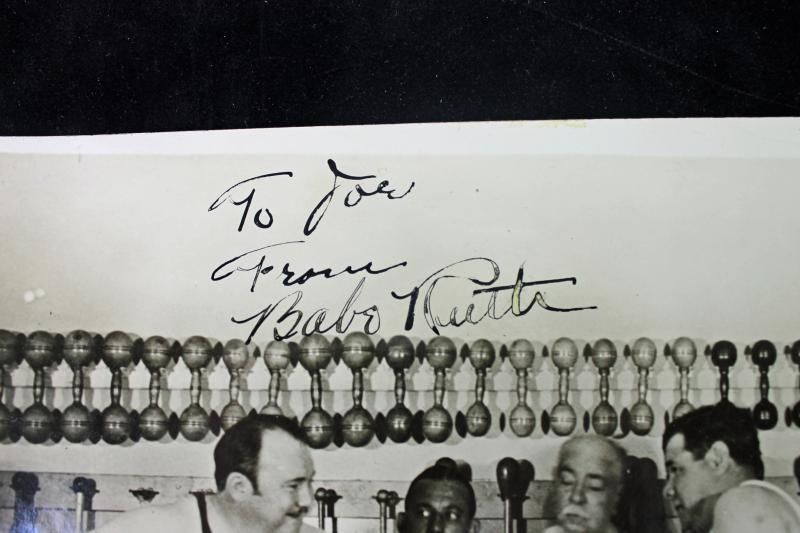 To Joe
From
Babe Ruth